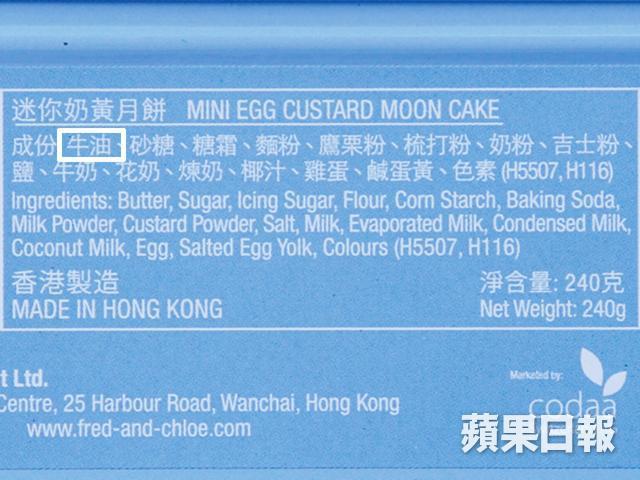 迷你奶黃月餅 MINI EGG CUSTARD MOON CAKE
成份:牛油、砂糖、糖霜、麵粉、鷹粟粉、梳打粉、奶粉、吉士粉、
鹽、牛奶、花奶、煉奶、椰汁、雞蛋、鹹蛋黃、色素 (H5507, H116)
Ingredients: Butter, Sugar, Icing Sugar, Flour, Corn Starch, Baking Soda,
Milk Powder, Custard Powder, Salt, Milk, Evaporated Milk, Condensed Milk,
Coconut Milk, Egg, Salted Egg Yolk, Colours (H5507, H116)
香港製造 淨含量: 240克
MADE IN HONG KONG Net Weight: 240g
t Ltd.
Centre, 25 Harbour Road, Wanchai, Hong Kong
www.fred-and-chloe.com
Marketed by:
codaa
蘋果日報